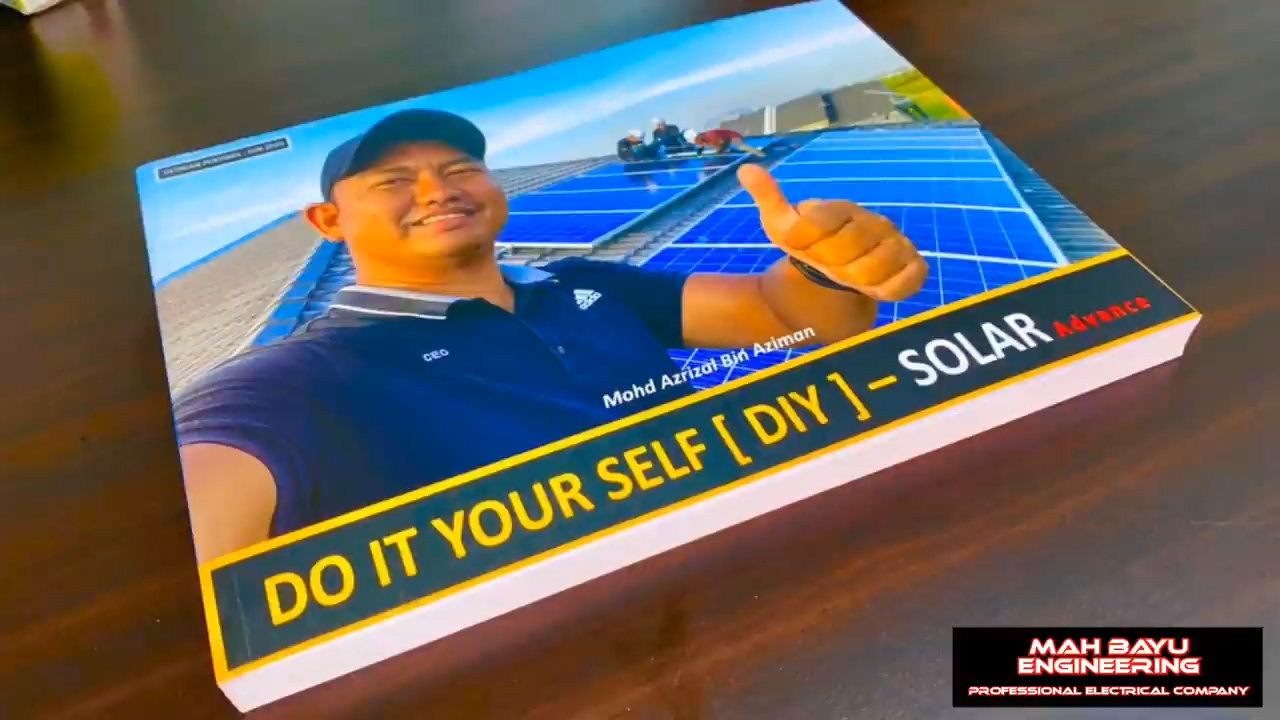 CEO
Mohd Azrizal Bin Aziman
DO IT YOUR SELF [ DIY ] – SOLAR Advance
MAH BAYU
ENGINEERING
PROFESSIONAL ELECTRICAL COMPANY